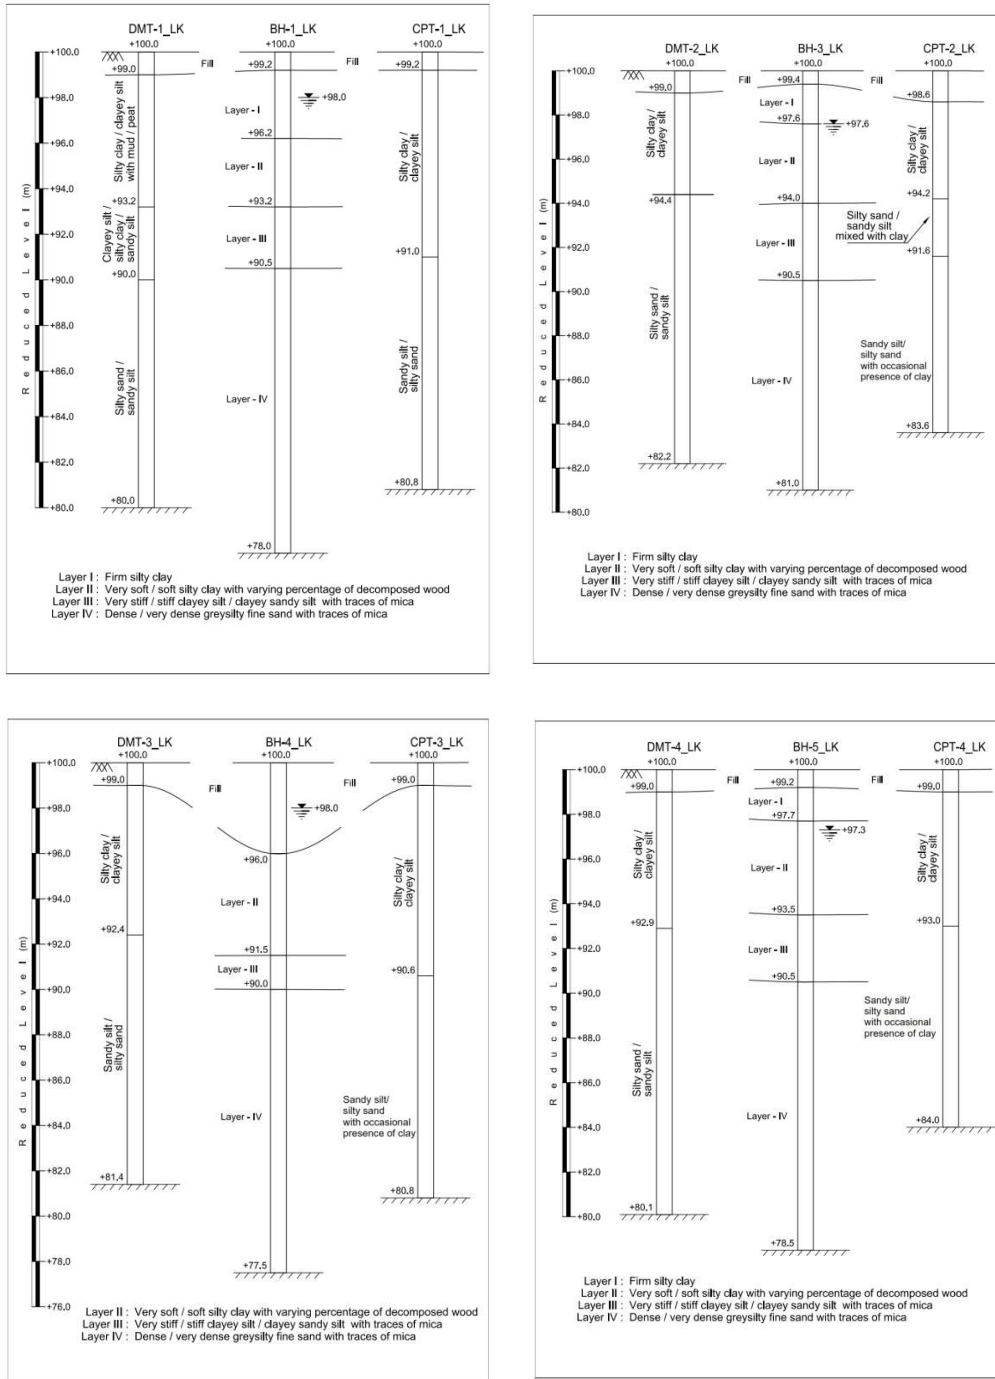 DMT-1_LK BH-1_LK CPT-1_LK
+100.0 +100.0 +100.0
+100.0
+99.0 Fill +99.2 Fill +99.2
+98.0 +98.0
Layer - I
Silty clay / clayey silt
with mud / peat
+96.0 +96.2
Layer - II
Silty clay /
clayey silt
+94.0
+93.2 +93.2
+92.0
Clayey silt /
silty clay /
sandy silt
Layer - III
+91.0
+90.0 +90.0 +90.5
+88.0
+86.0
Silty sand /
sandy silt
Layer - IV
Sandy silt /
silty sand
+84.0
+82.0
+80.8
+80.0 +80.0
+78.0
Reduced Level (m)
Layer I : Firm silty clay
Layer II : Very soft / soft silty clay with varying percentage of decomposed wood
Layer III : Very stiff / stiff clayey silt / clayey sandy silt with traces of mica
Layer IV : Dense / very dense greysilty fine sand with traces of mica
DMT-2_LK BH-3_LK CPT-2_LK
+100.0 +100.0 +100.0
+100.0
+99.0 Fill +99.4 Fill
+98.6
Layer - I
+98.0
+97.6 +97.6
Silty clay /
clayey silt
Silty clay /
clayey silt
+96.0
Layer - II
+94.4
+94.0 +94.0 +94.2
Silty sand /
sandy silt
mixed with clay
+92.0
Layer - III
+91.6
+90.0 +90.5
+88.0
Silty sand /
sandy silt
Sandy silt/
silty sand
with occasional
presence of clay
+86.0
Layer - IV
+84.0
+83.6
+82.0
+82.2
+81.0
+80.0
Reduced Level (m)
Layer I : Firm silty clay
Layer II : Very soft / soft silty clay with varying percentage of decomposed wood
Layer III : Very stiff / stiff clayey silt / clayey sandy silt with traces of mica
Layer IV : Dense / very dense greysilty fine sand with traces of mica
DMT-3_LK BH-4_LK CPT-3_LK
+100.0 +100.0 +100.0
+100.0
+99.0 Fill Fill +99.0
+98.0 +98.0
+96.0 +96.0
Silty clay /
clayey silt
Silty clay /
clayey silt
+94.0
Layer - II
+92.4
+92.0
+91.5
Layer - III
+90.6
+90.0 +90.0
+88.0
Sandy silt /
silty sand
+86.0
Sandy silt/
silty sand
with occasional
presence of clay
+84.0
Layer - IV
+82.0
+81.4
+80.8
+80.0
+78.0
+77.5
+76.0
Reduced Level (m)
Layer II : Very soft / soft silty clay with varying percentage of decomposed wood
Layer III : Very stiff / stiff clayey silt / clayey sandy silt with traces of mica
Layer IV : Dense / very dense greysilty fine sand with traces of mica
DMT-4_LK BH-5_LK CPT-4_LK
+100.0 +100.0 +100.0
+100.0
+99.0 Fill +99.2 Fill +99.0
Layer - I
+98.0 +97.7
+97.3
+96.0
Silty clay /
clayey silt
Layer - II
Silty clay /
clayey silt
+94.0
+93.5
+92.9 +93.0
+92.0
Layer - III
+90.0 +90.5
Sandy silt/
silty sand
with occasional
presence of clay
+88.0
+86.0
Silty sand /
sandy silt
+84.0
Layer - IV
+84.0
+82.0
+80.0
+80.1
+78.5
Reduced Level (m)
Layer I : Firm silty clay
Layer II : Very soft / soft silty clay with varying percentage of decomposed wood
Layer III : Very stiff / stiff clayey silt / clayey sandy silt with traces of mica
Layer IV : Dense / very dense greysilty fine sand with traces of mica